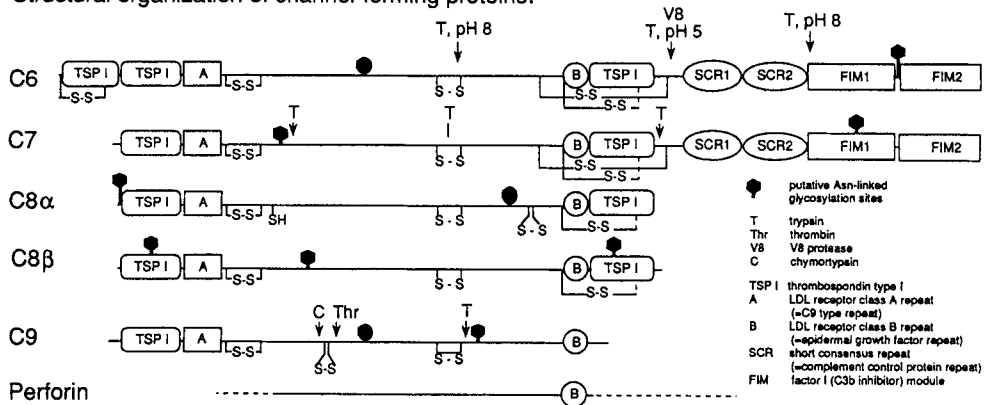 Structural organization of channel forming proteins.
T, pH 8
V8
T, pH 5
T, pH 8
C6
TSP I TSP I A B TSP I SCR1 SCR2 FIM1 FIM2
S-S S-S S - S S-S
T T T
C7
TSP I A B TSP I SCR1 SCR2 FIM1 FIM2
S-S S - S S-S
C8α
TSP I A B TSP I
S-S SH S - S S - S S-S
C8β
TSP I A B TSP I
S-S S - S S-S
C Thr T
C9
TSP I A B
S-S S-S S - S
Perforin
B
putative Asn-linked
glycosylation sites
T trypsin
Thr thrombin
V8 V8 protease
C chymortypsin
TSP I thrombospondin type I
A LDL receptor class A repeat
(=C9 type repeat)
B LDL receptor class B repeat
(=epidermal growth factor repeat)
SCR short consensus repeat
(=complement control protein repeat)
FIM factor I (C3b inhibitor) module